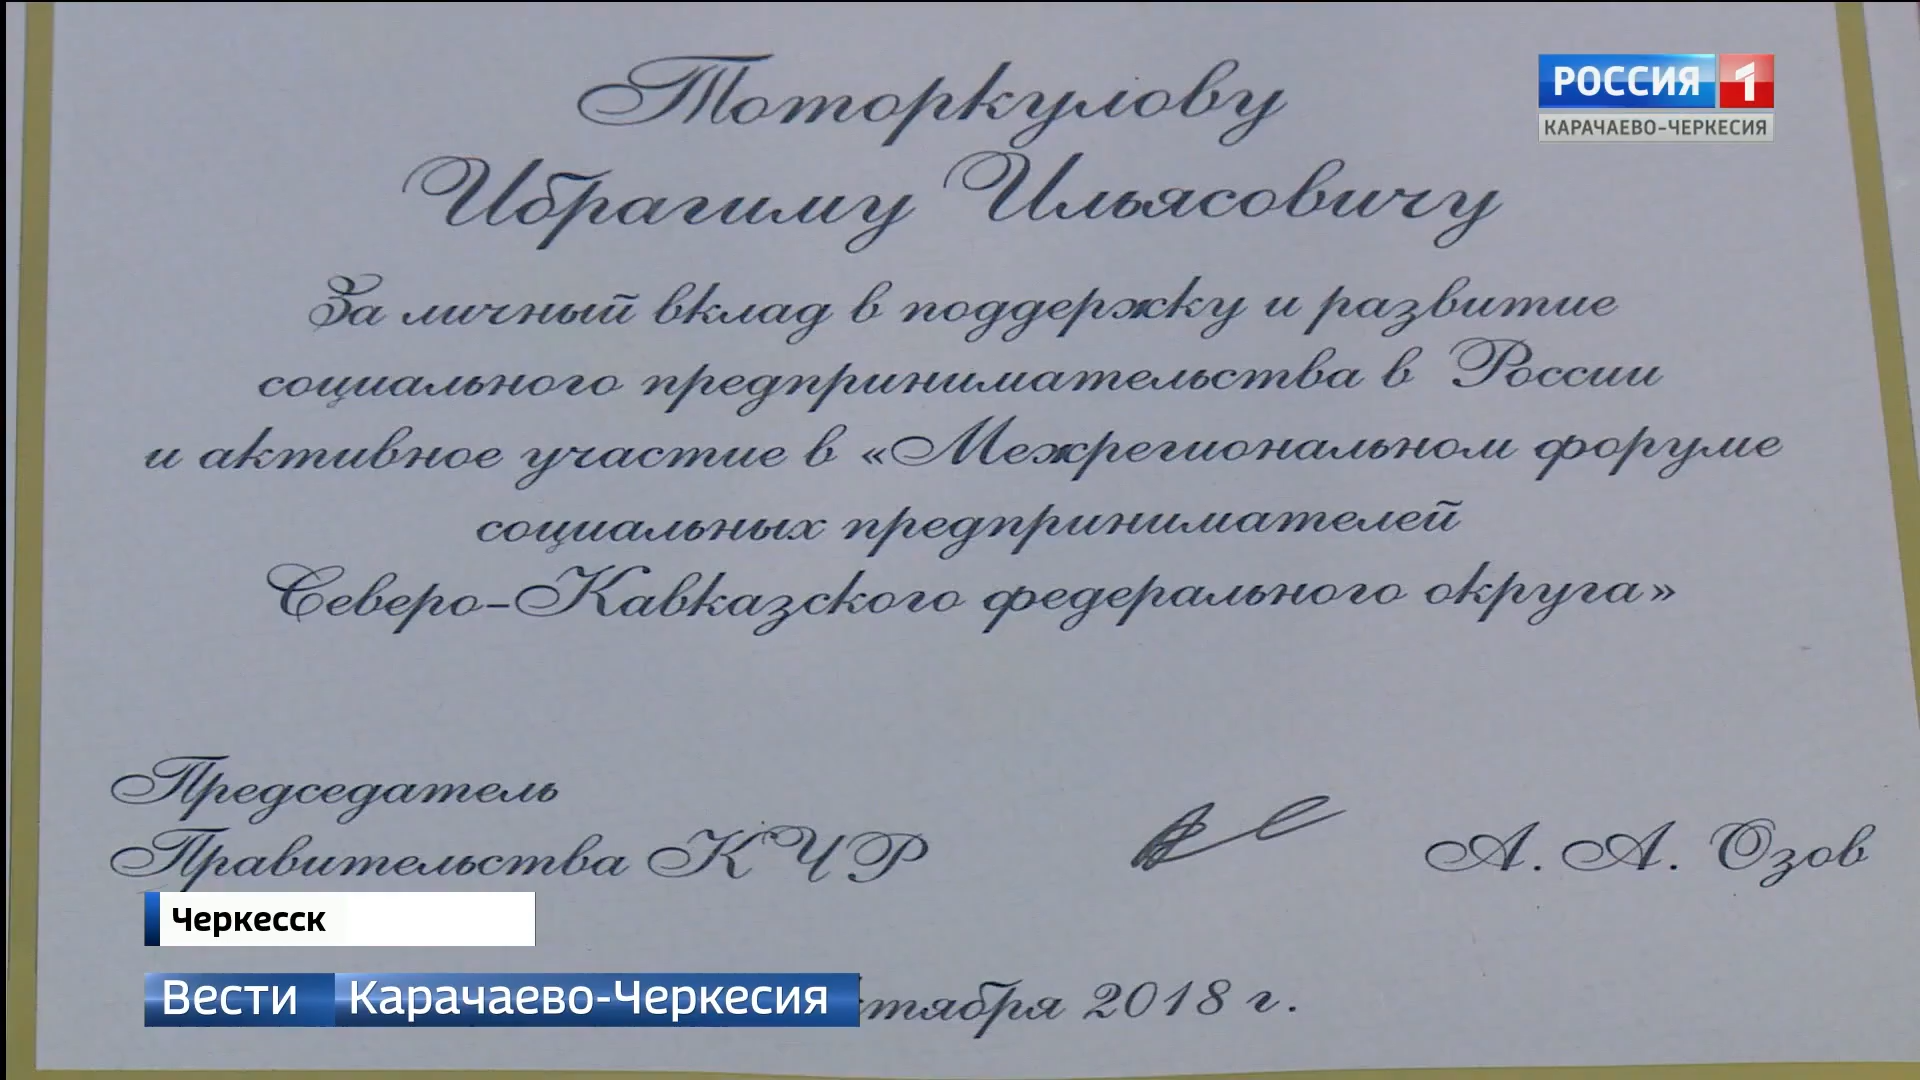 Тоторкулову
РОССИЯ 1
КАРАЧАЕВО-ЧЕРКЕСИЯ
Ибрагиму Ильясовичу
За личный вклад в поддержку и развитие
социального предпринимательства в России
и активное участие в «Межрегиональном форуме
социальных предпринимателей
Северо-Кавказского федерального округа»
Председатель
Правительства КЧР А. А. Озов
Черкесск
Вести Карачаево-Черкесия
2018 г.